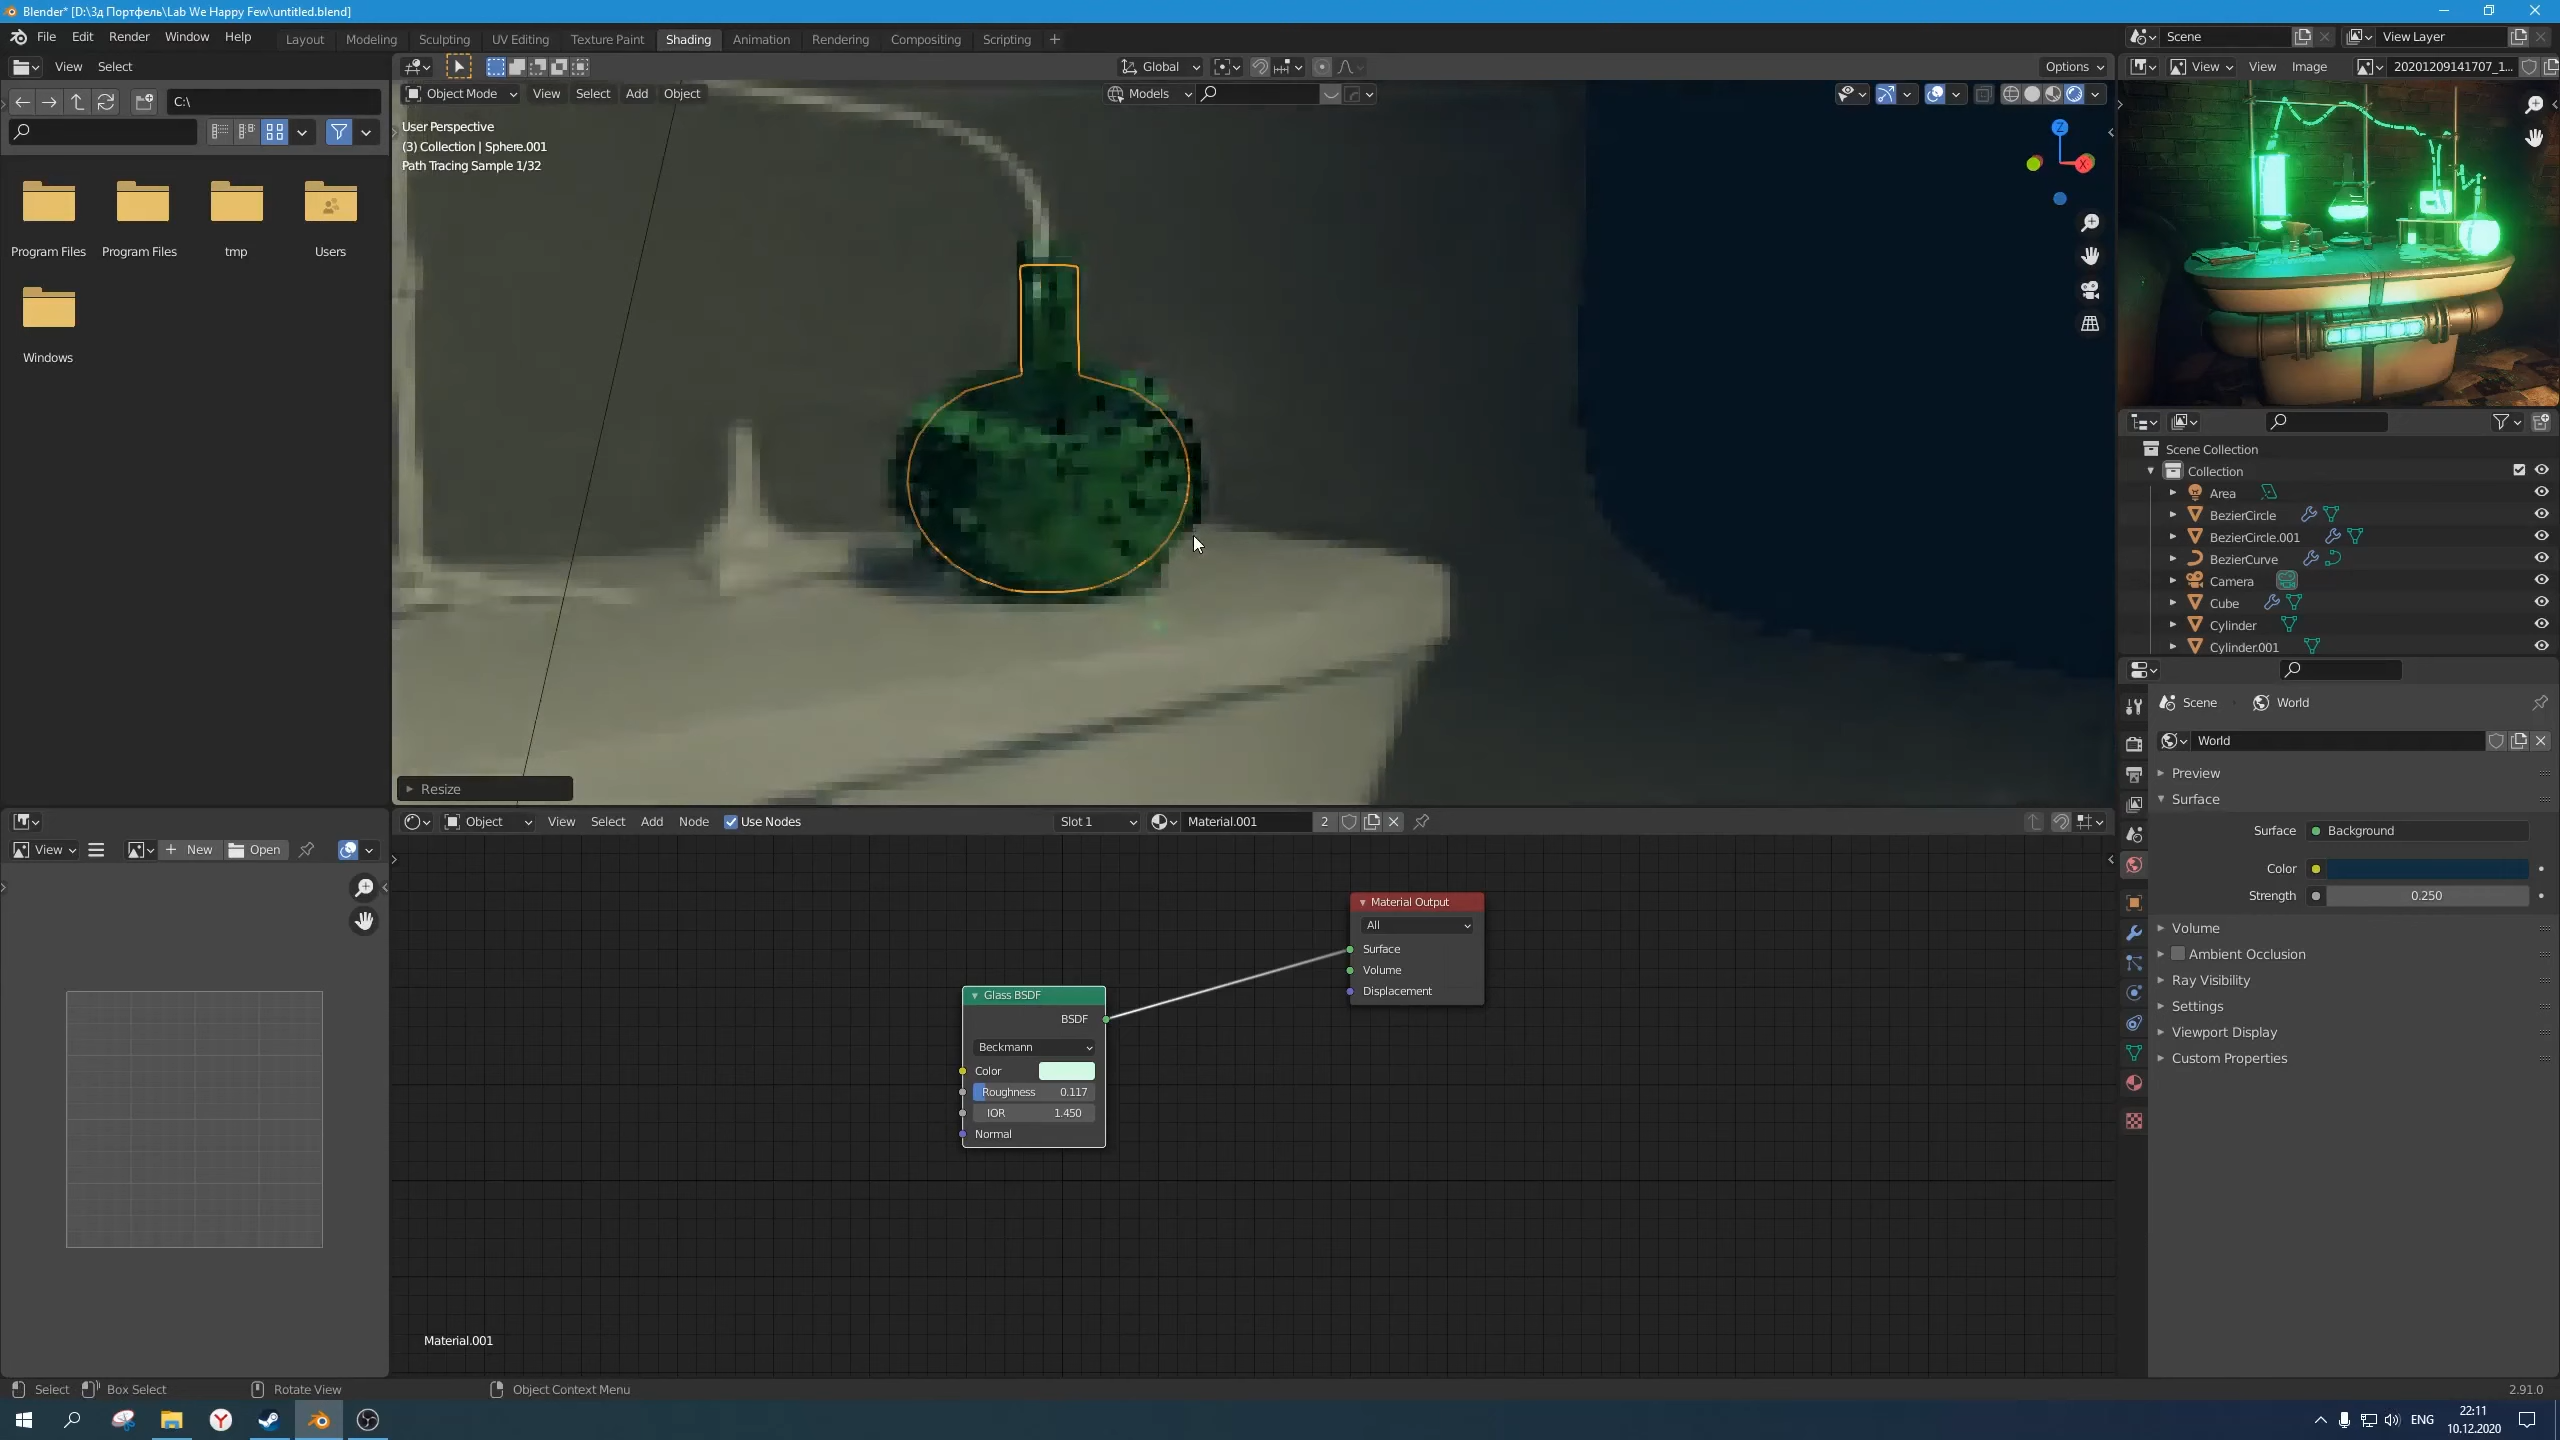 Blender* [D:\3д Портфель\Lab We Happy Few\untitled.blend]
File Edit Render Window Help Layout Modeling Sculpting UV Editing Texture Paint Shading Animation Rendering Compositing Scripting Scene View Layer
View Select Global Options View View Image 20201209141707_1...
C:\ Object Mode View Select Add Object Models
User Perspective
(3) Collection | Sphere.001
Path Tracing Sample 1/32
Z
X
Program Files Program Files tmp Users
Windows
Scene Collection
Collection
Area
BezierCircle
BezierCircle.001
BezierCurve
Camera
Cube
Cylinder
Cylinder.001
Scene World
World
Preview
Surface
Surface Background
Color
Strength 0.250
Volume
Ambient Occlusion
Ray Visibility
Settings
Viewport Display
Custom Properties
Resize
Object View Select Add Node Use Nodes Slot 1 Material.001 2
View New Open
Material Output
All
Surface
Volume
Displacement
Glass BSDF
BSDF
Beckmann
Color
Roughness 0.117
IOR 1.450
Normal
Material.001
Select Box Select Rotate View Object Context Menu 2.91.0
ENG 22:11
10.12.2020